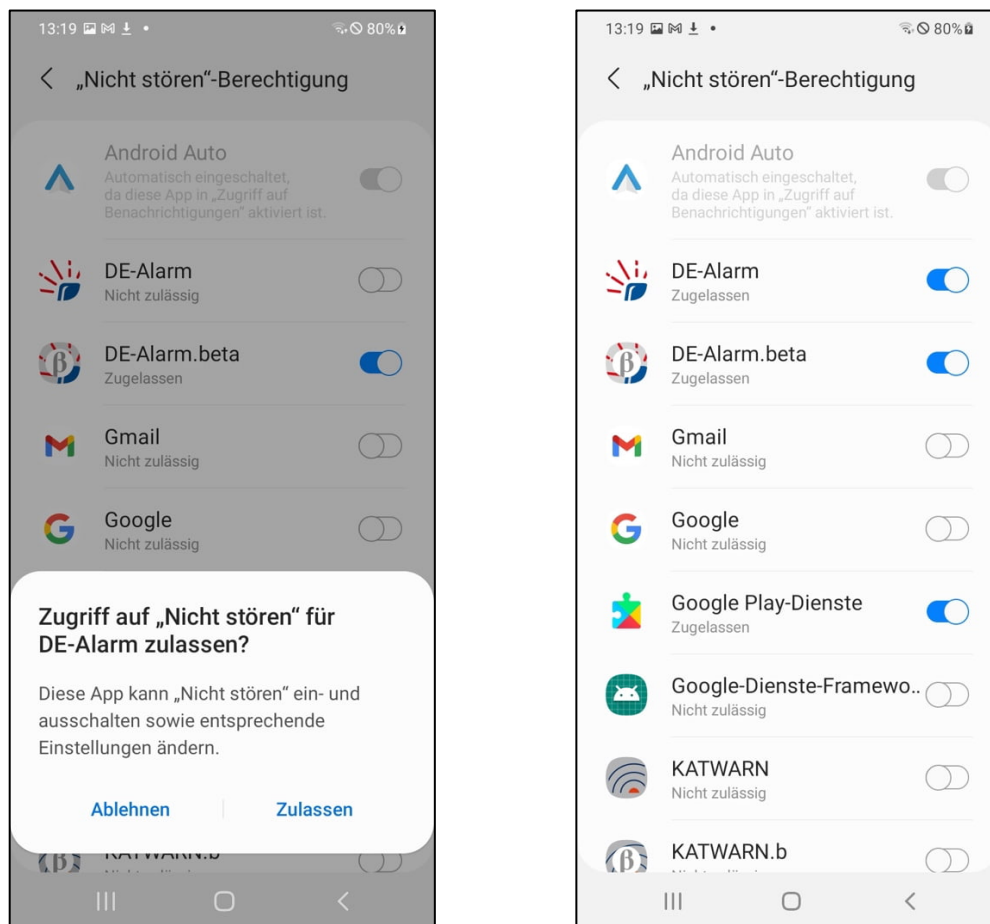 13:19
80%
„Nicht stören“-Berechtigung
Android Auto
Automatisch eingeschaltet,
da diese App in „Zugriff auf
Benachrichtigungen“ aktiviert ist.
DE-Alarm
Nicht zulässig
DE-Alarm.beta
Zugelassen
Gmail
Nicht zulässig
Google
Nicht zulässig
Zugriff auf „Nicht stören“ für
DE-Alarm zulassen?
Diese App kann „Nicht stören“ ein- und
ausschalten sowie entsprechende
Einstellungen ändern.
Ablehnen
Zulassen
KATWARN.b
13:19
80%
„Nicht stören“-Berechtigung
Android Auto
Automatisch eingeschaltet,
da diese App in „Zugriff auf
Benachrichtigungen“ aktiviert ist.
DE-Alarm
Zugelassen
DE-Alarm.beta
Zugelassen
Gmail
Nicht zulässig
Google
Nicht zulässig
Google Play-Dienste
Zugelassen
Google-Dienste-Framewo..
Nicht zulässig
KATWARN
Nicht zulässig
KATWARN.b